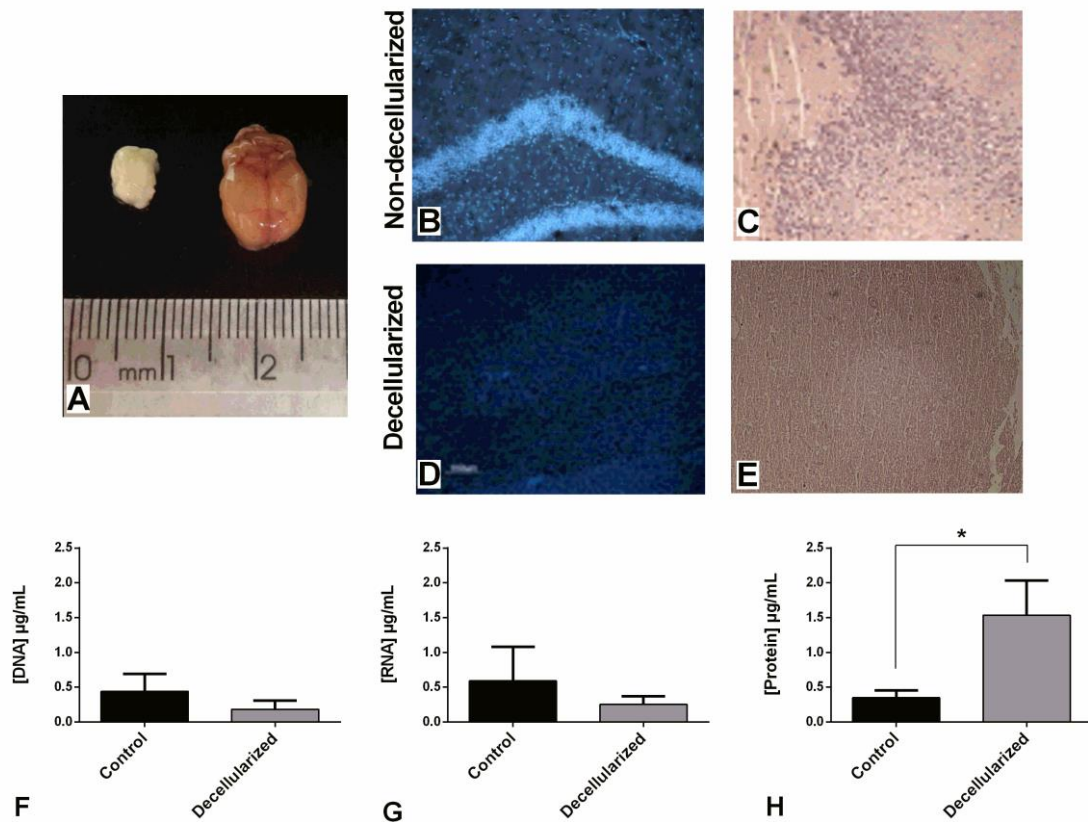 Non-decellularized
Decellularized
0 mm 1 2
A
B
C
D
E
2.5
2.0
1.5
1.0
0.5
0.0
[DNA] µg/mL
Control
Decellularized
F
2.5
2.0
1.5
1.0
0.5
0.0
[RNA] µg/mL
Control
Decellularized
G
*
2.5
2.0
1.5
1.0
0.5
0.0
[Protein] µg/mL
Control
Decellularized
H